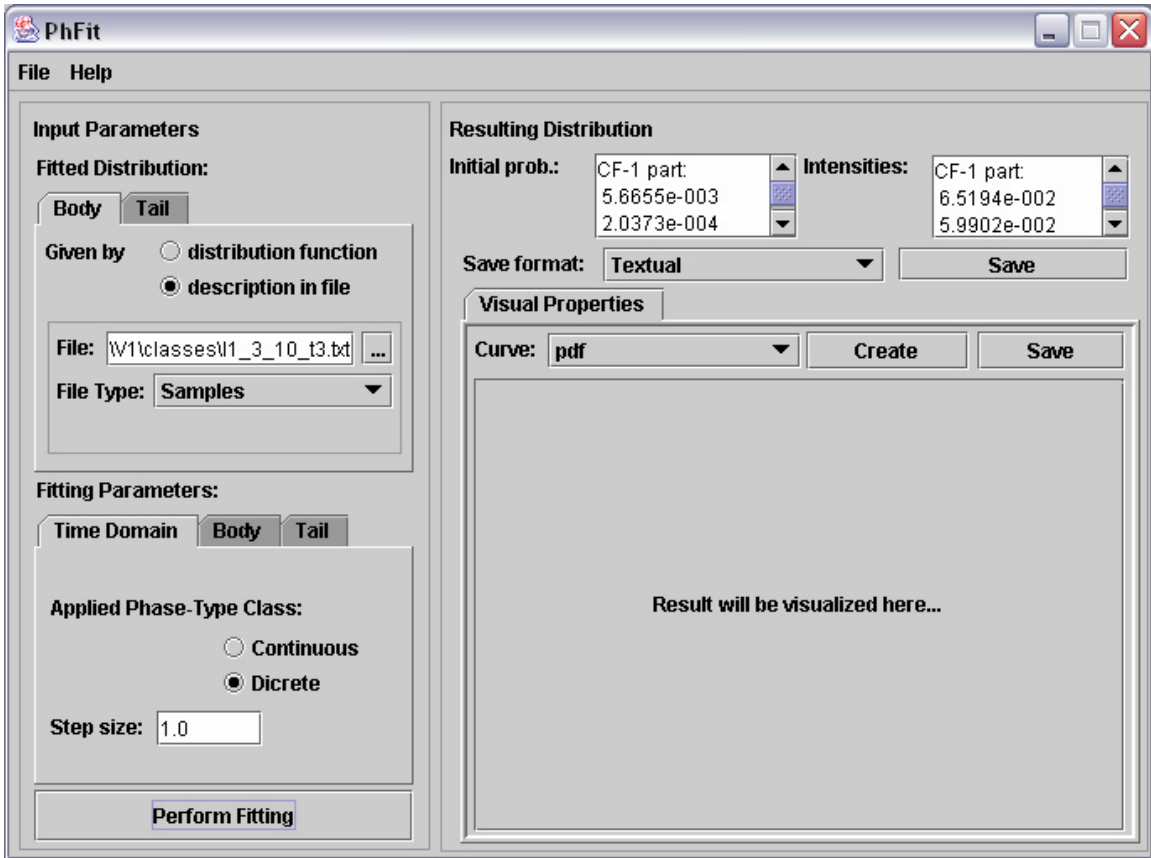 PhFit
File Help
Input Parameters
Fitted Distribution:
Body Tail
Given by distribution function
description in file
File: \V1\classes\l1_3_10_t3.txt ...
File Type: Samples
Fitting Parameters:
Time Domain Body Tail
Applied Phase-Type Class:
Continuous
Dicrete
Step size: 1.0
Perform Fitting
Resulting Distribution
Initial prob.: CF-1 part:
5.6655e-003
2.0373e-004
Intensities: CF-1 part:
6.5194e-002
5.9902e-002
Save format: Textual Save
Visual Properties
Curve: pdf Create Save
Result will be visualized here...